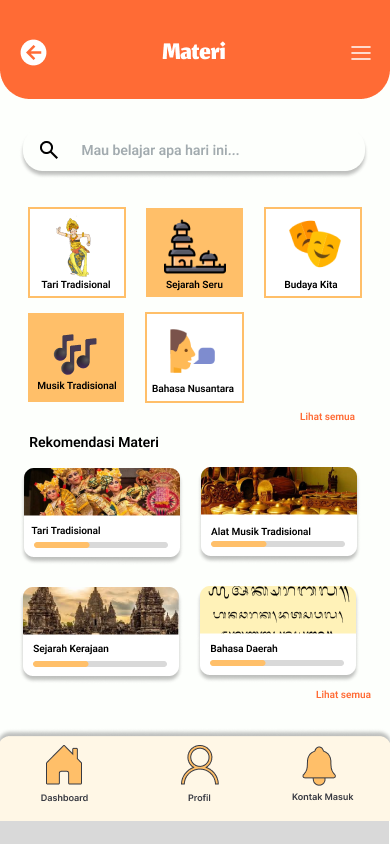 Materi
Mau belajar apa hari ini...
Tari Tradisional
Sejarah Seru
Budaya Kita
Musik Tradisional
Bahasa Nusantara
Lihat semua
Rekomendasi Materi
Tari Tradisional
Alat Musik Tradisional
Sejarah Kerajaan
Bahasa Daerah
Lihat semua
Dashboard
Profil
Kontak Masuk